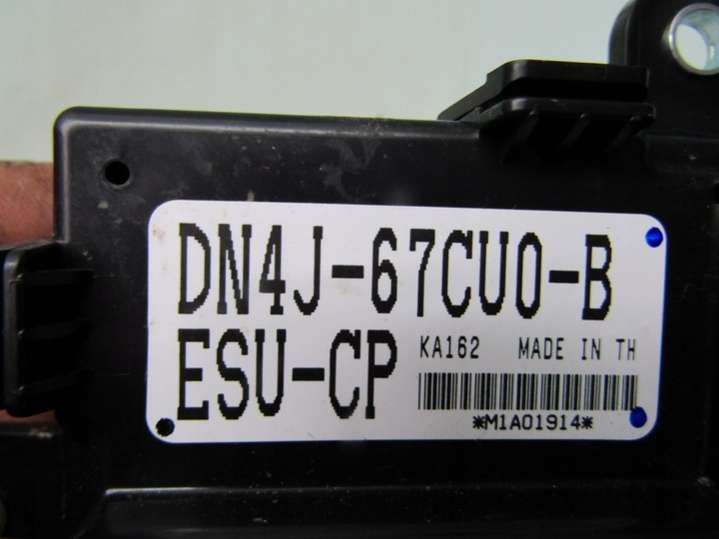 DN4J-67CU0-B
ESU-CP
KA162 MADE IN TH
*M1A01914*